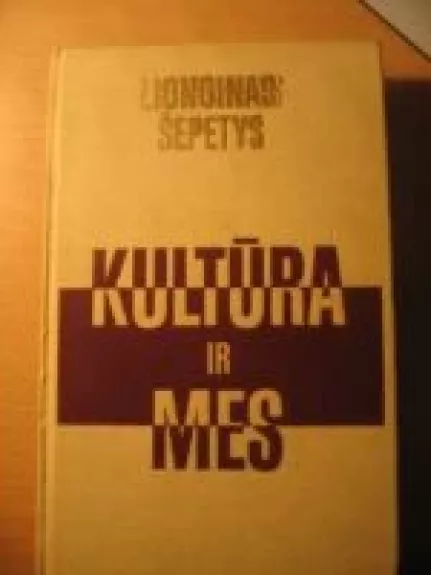 LIONGINAS
ŠEPETYS
KULTŪRA
IR
MES